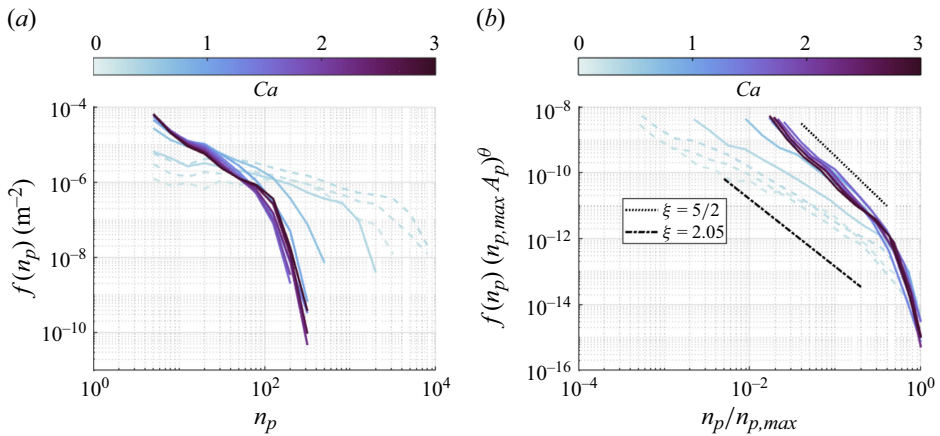 (a)
(b)
0 1 2 3
Ca
0 1 2 3
Ca
f(n_p) (m^{–2})
10^{–4}
10^{–6}
10^{–8}
10^{–10}
10^0 10^2 10^4
n_p
f(n_p) (n_{p,max} A_p)^θ
10^{–8}
10^{–10}
10^{–12}
10^{–14}
10^{–16}
ξ = 5/2
ξ = 2.05
10^{–4} 10^{–2} 10^0
n_p/n_{p,max}